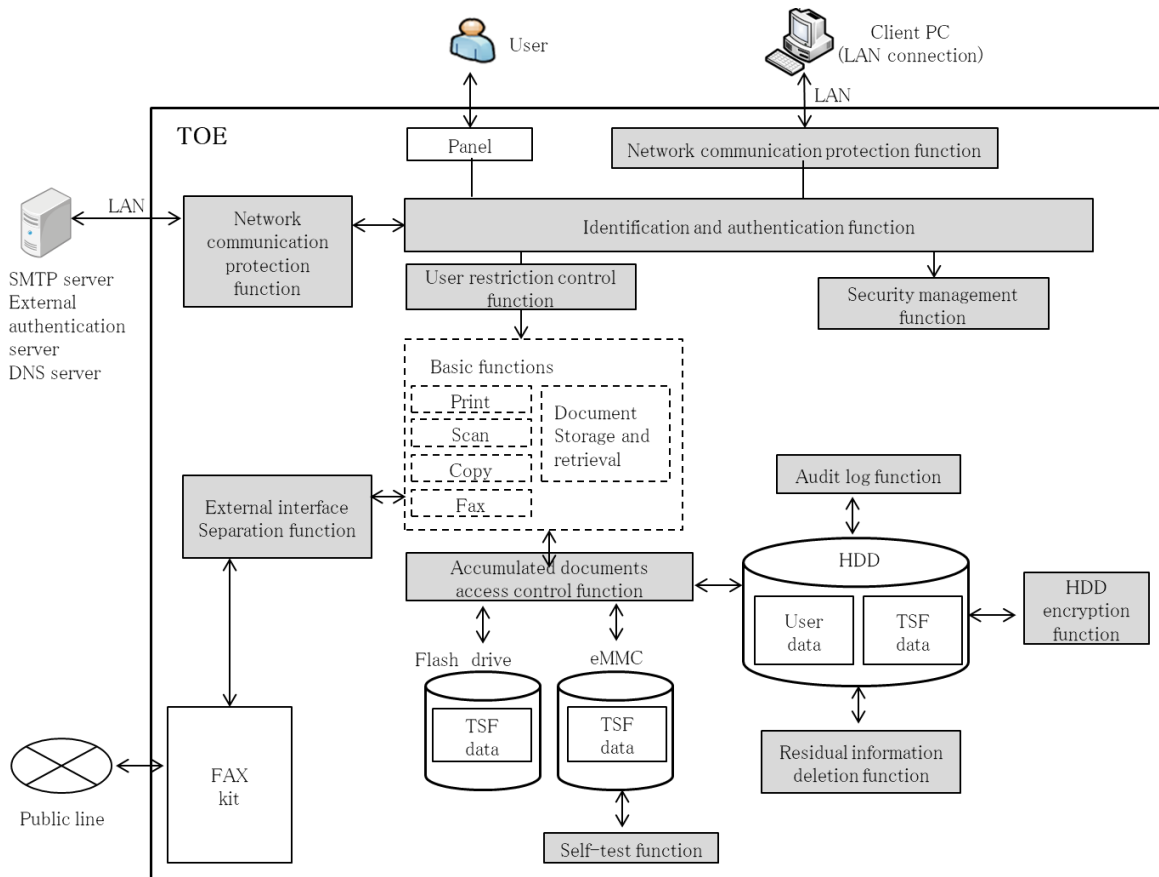 User
Client PC
(LAN connection)
LAN
TOE
Panel
Network communication protection function
LAN
Network
communication
protection
function
Identification and authentication function
SMTP server
External
authentication
server
DNS server
User restriction control
function
Security management
function
Basic functions
Print
Scan
Copy
Fax
Document
Storage and
retrieval
Audit log function
External interface
Separation function
Accumulated documents
access control function
HDD
User
data
TSF
data
HDD
encryption
function
Flash drive
TSF
data
eMMC
TSF
data
Residual information
deletion function
FAX
kit
Public line
Self-test function